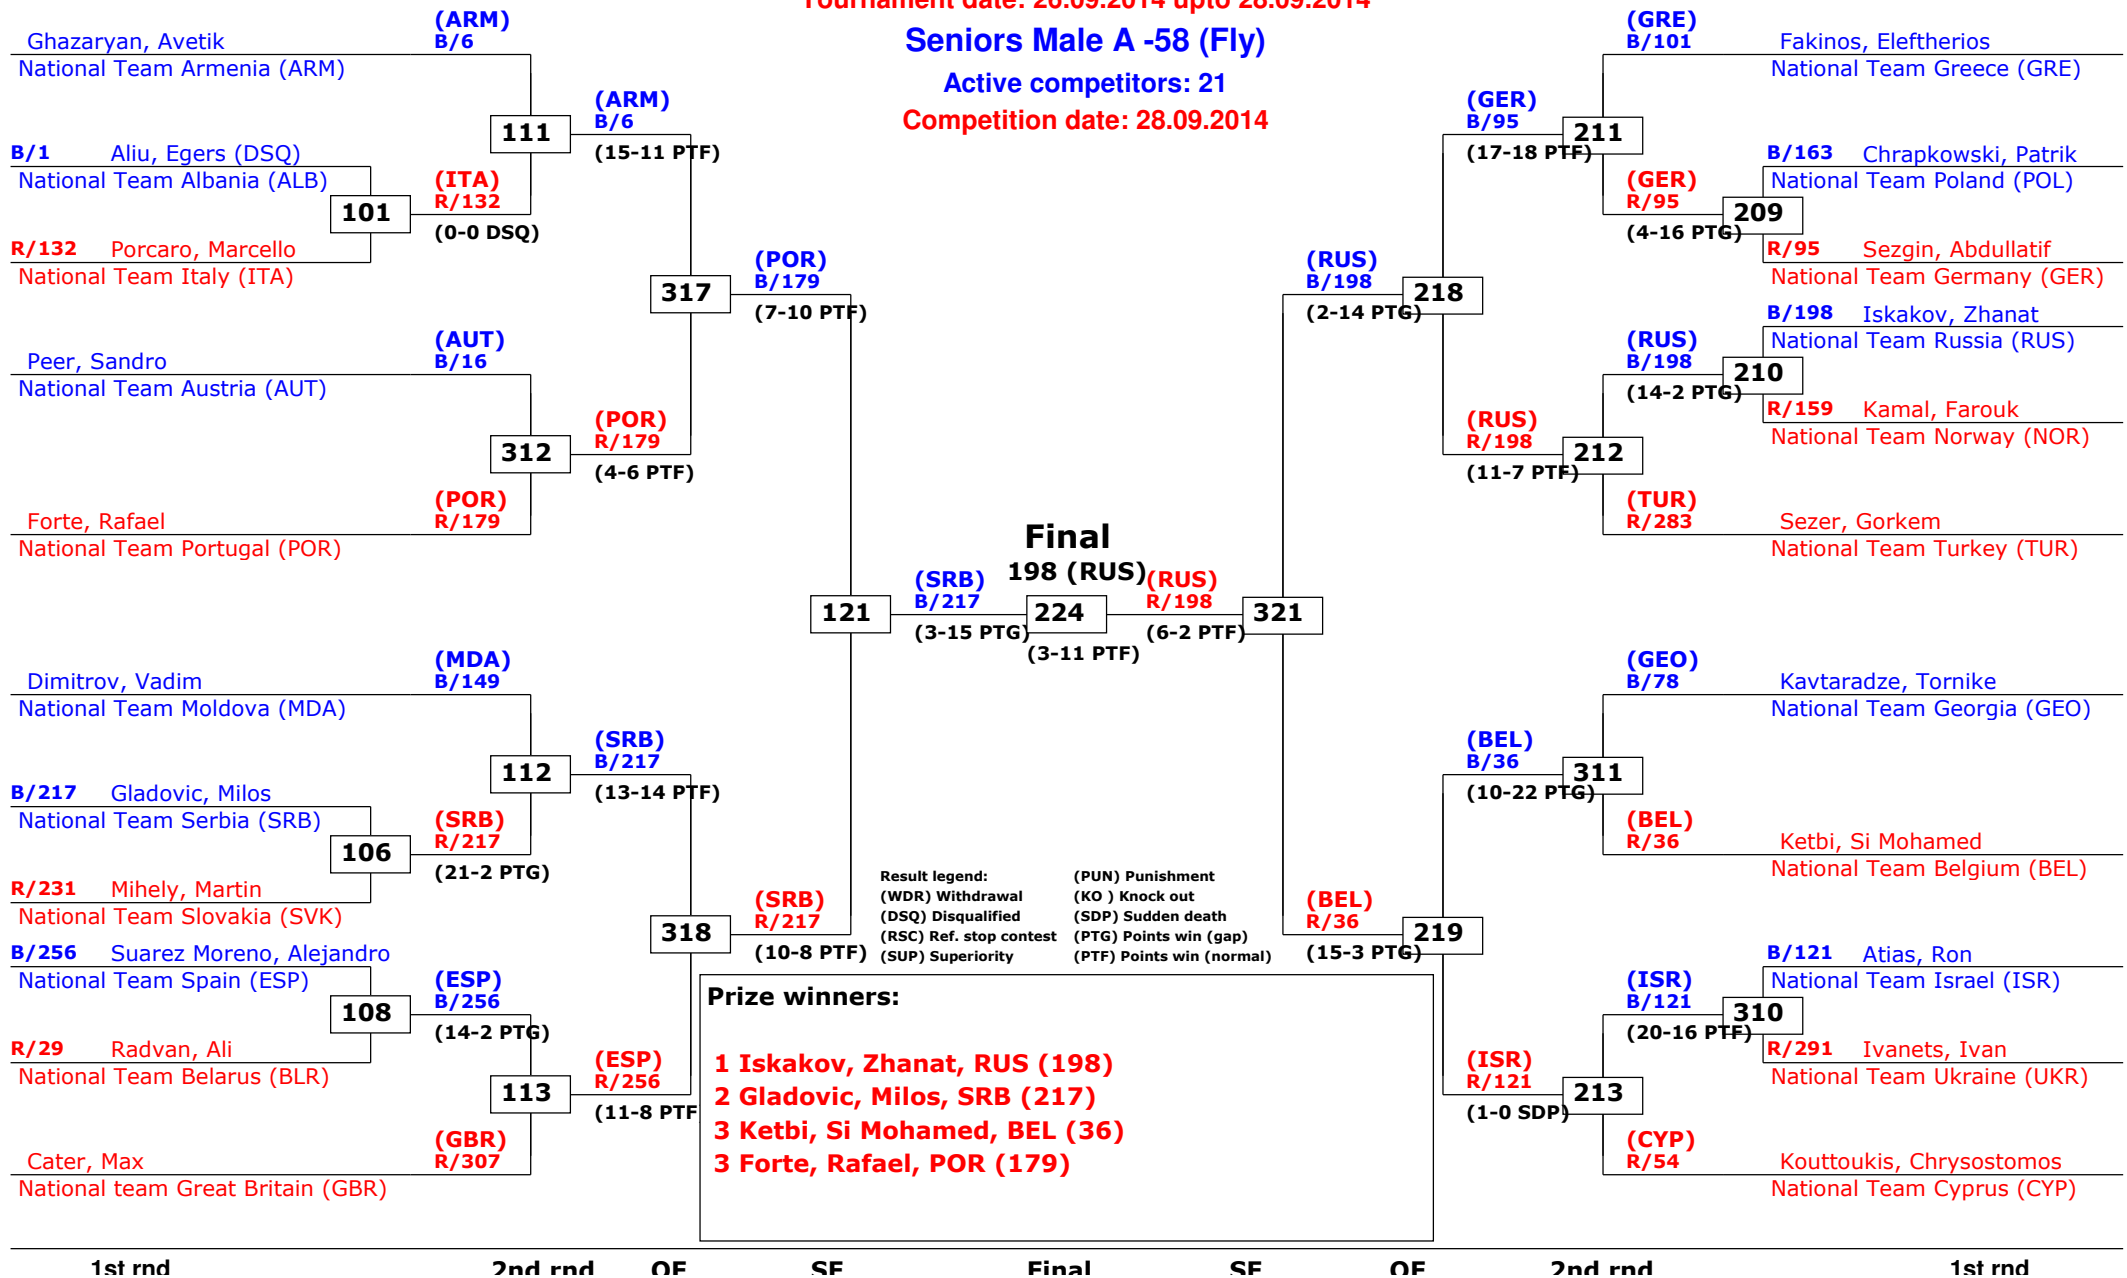 Tournament date: 26.09.2014 upto 28.09.2014
Seniors Male A -58 (Fly)
Active competitors: 21
Competition date: 28.09.2014
(ARM)
Ghazaryan, Avetik B/6
National Team Armenia (ARM)
(ARM)
B/6
111
(15-11 PTF)
B/1 Aliu, Egers (DSQ)
National Team Albania (ALB)
(ITA)
R/132
101
(0-0 DSQ)
R/132 Porcaro, Marcello
National Team Italy (ITA)
(POR)
B/179
317
(7-10 PTF)
(AUT)
Peer, Sandro B/16
National Team Austria (AUT)
(POR)
R/179
312
(4-6 PTF)
(POR)
Forte, Rafael R/179
National Team Portugal (POR)
(SRB)
B/217
121
(3-15 PTG)
(MDA)
Dimitrov, Vadim B/149
National Team Moldova (MDA)
(SRB)
B/217
112
(13-14 PTF)
B/217 Gladovic, Milos
National Team Serbia (SRB)
(SRB)
R/217
106
(21-2 PTG)
R/231 Mihely, Martin
National Team Slovakia (SVK)
(SRB)
R/217
318
(10-8 PTF)
B/256 Suarez Moreno, Alejandro
National Team Spain (ESP)
(ESP)
B/256
108
(14-2 PTG)
R/29 Radvan, Ali
National Team Belarus (BLR)
(ESP)
R/256
113
(11-8 PTF
(GBR)
Cater, Max R/307
National team Great Britain (GBR)
Final
198 (RUS)
224
(3-11 PTF)
(RUS)
R/198
321
(6-2 PTF)
(GRE)
B/101 Fakinos, Eleftherios
National Team Greece (GRE)
(GER)
B/95
211
(17-18 PTF)
B/163 Chrapkowski, Patrik
National Team Poland (POL)
(GER)
R/95
209
(4-16 PTG)
R/95 Sezgin, Abdullatif
National Team Germany (GER)
(RUS)
B/198
218
(2-14 PTG)
B/198 Iskakov, Zhanat
National Team Russia (RUS)
(RUS)
B/198
210
(14-2 PTG)
R/159 Kamal, Farouk
National Team Norway (NOR)
(RUS)
R/198
212
(11-7 PTF)
(TUR)
R/283 Sezer, Gorkem
National Team Turkey (TUR)
(GEO)
B/78 Kavtaradze, Tornike
National Team Georgia (GEO)
(BEL)
B/36
311
(10-22 PTG)
(BEL)
R/36 Ketbi, Si Mohamed
National Team Belgium (BEL)
(BEL)
R/36
219
(15-3 PTG)
B/121 Atias, Ron
National Team Israel (ISR)
(ISR)
B/121
310
(20-16 PTF)
R/291 Ivanets, Ivan
National Team Ukraine (UKR)
(ISR)
R/121
213
(1-0 SDP)
(CYP)
R/54 Kouttoukis, Chrysostomos
National Team Cyprus (CYP)
Result legend: (PUN) Punishment
(WDR) Withdrawal (KO ) Knock out
(DSQ) Disqualified (SDP) Sudden death
(RSC) Ref. stop contest (PTG) Points win (gap)
(SUP) Superiority (PTF) Points win (normal)
Prize winners:
1 Iskakov, Zhanat, RUS (198)
2 Gladovic, Milos, SRB (217)
3 Ketbi, Si Mohamed, BEL (36)
3 Forte, Rafael, POR (179)
1st rnd 2nd rnd QF SF Final SF QF 2nd rnd 1st rnd